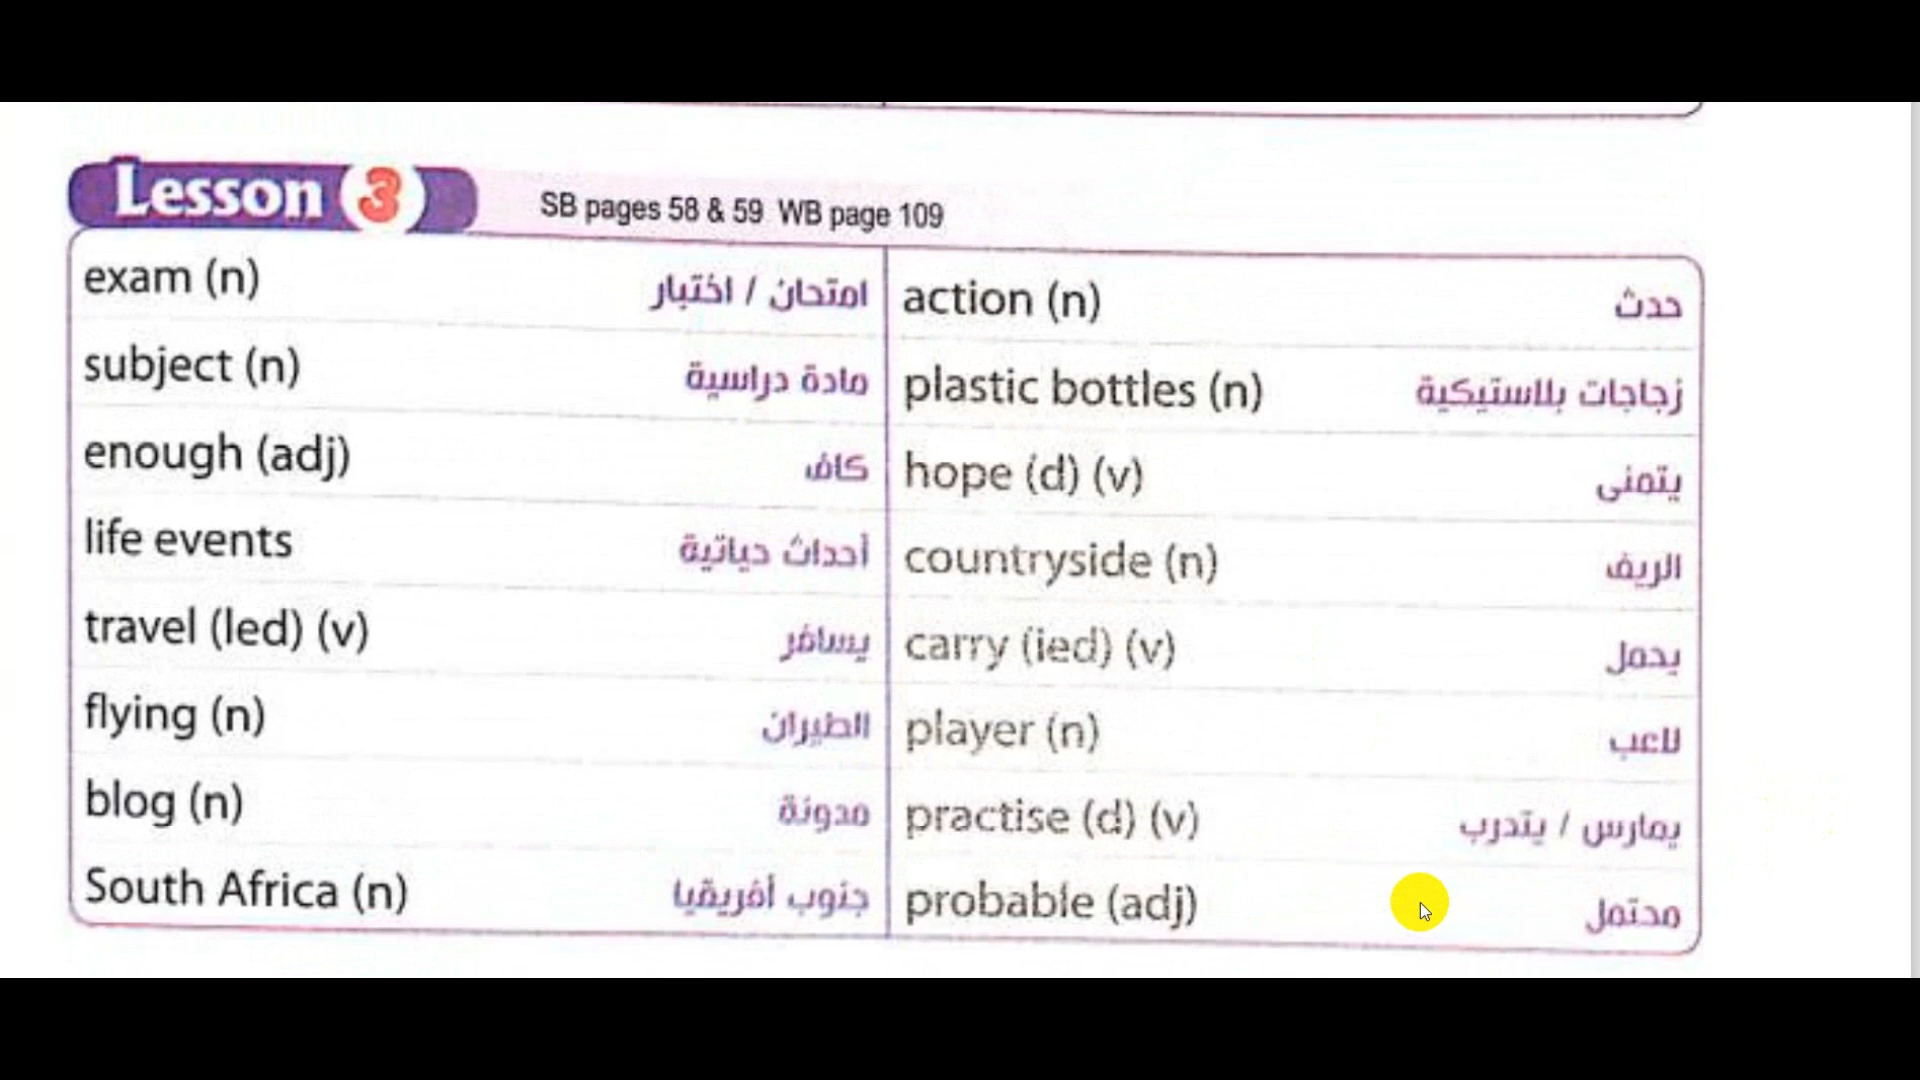 Lesson 3
SB pages 58 & 59 WB page 109
exam (n) امتحان / اختبار
subject (n) مادة دراسية
enough (adj) كاف
life events أحداث حياتية
travel (led) (v) يسافر
flying (n) الطيران
blog (n) مدونة
South Africa (n) جنوب أفريقيا
action (n) حدث
plastic bottles (n) زجاجات بلاستيكية
hope (d) (v) يتمنى
countryside (n) الريف
carry (ied) (v) يحمل
player (n) لاعب
practise (d) (v) يمارس / يتدرب
probable (adj) محتمل